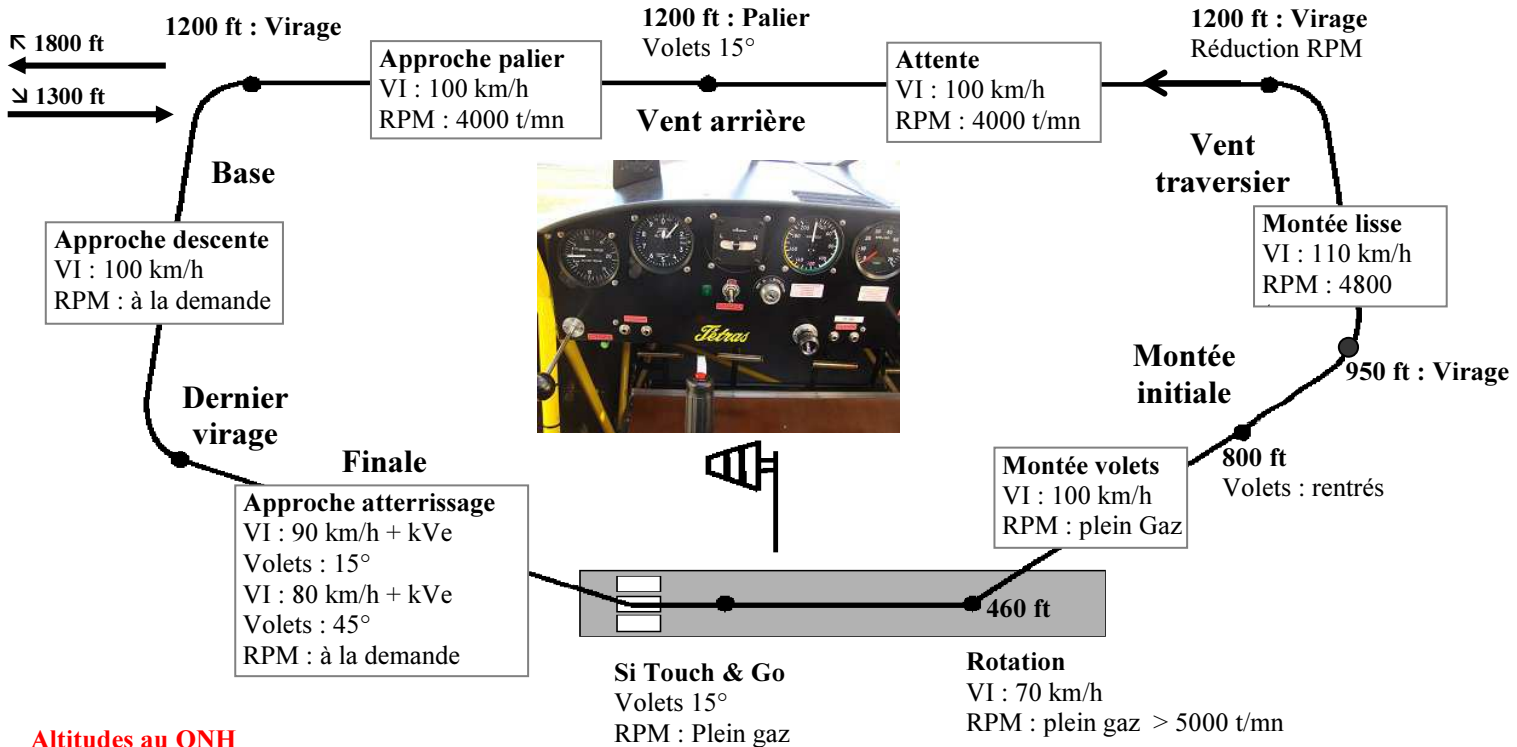 1200 ft : Virage
↖ 1800 ft
↘ 1300 ft
Approche palier
VI : 100 km/h
RPM : 4000 t/mn
1200 ft : Palier
Volets 15°
Vent arrière
Attente
VI : 100 km/h
RPM : 4000 t/mn
1200 ft : Virage
Réduction RPM
Vent
traversier
Base
Approche descente
VI : 100 km/h
RPM : à la demande
Tétras
Montée lisse
VI : 110 km/h
RPM : 4800
Montée
initiale
950 ft : Virage
800 ft
Volets : rentrés
Montée volets
VI : 100 km/h
RPM : plein Gaz
Dernier
virage
Finale
Approche atterrissage
VI : 90 km/h + kVe
Volets : 15°
VI : 80 km/h + kVe
Volets : 45°
RPM : à la demande
460 ft
Si Touch & Go
Volets 15°
RPM : Plein gaz
Rotation
VI : 70 km/h
RPM : plein gaz > 5000 t/mn
Altitudes au QNH